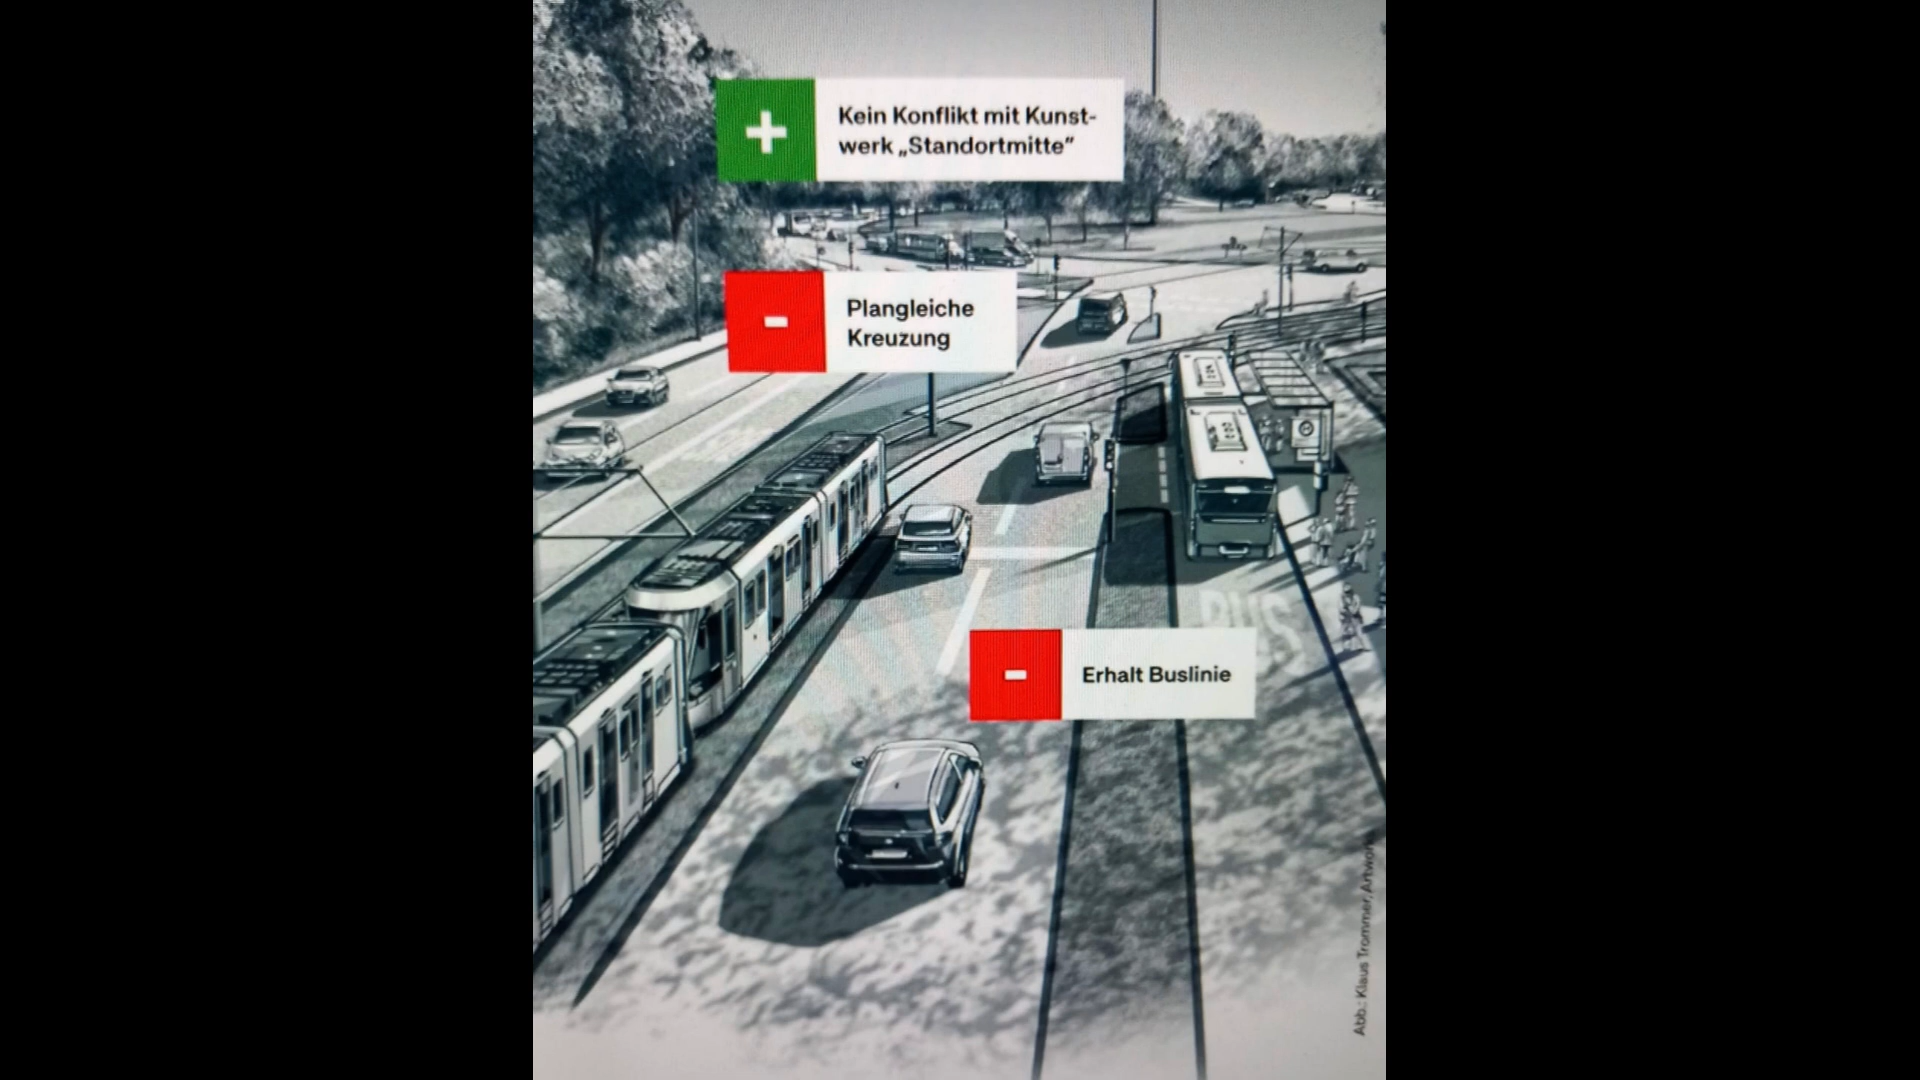 +
Kein Konflikt mit Kunst-
werk „Standortmitte“
-
Plangleiche
Kreuzung
BUS
-
Erhalt Buslinie
Abb.: Klaus Trommer, Artwork